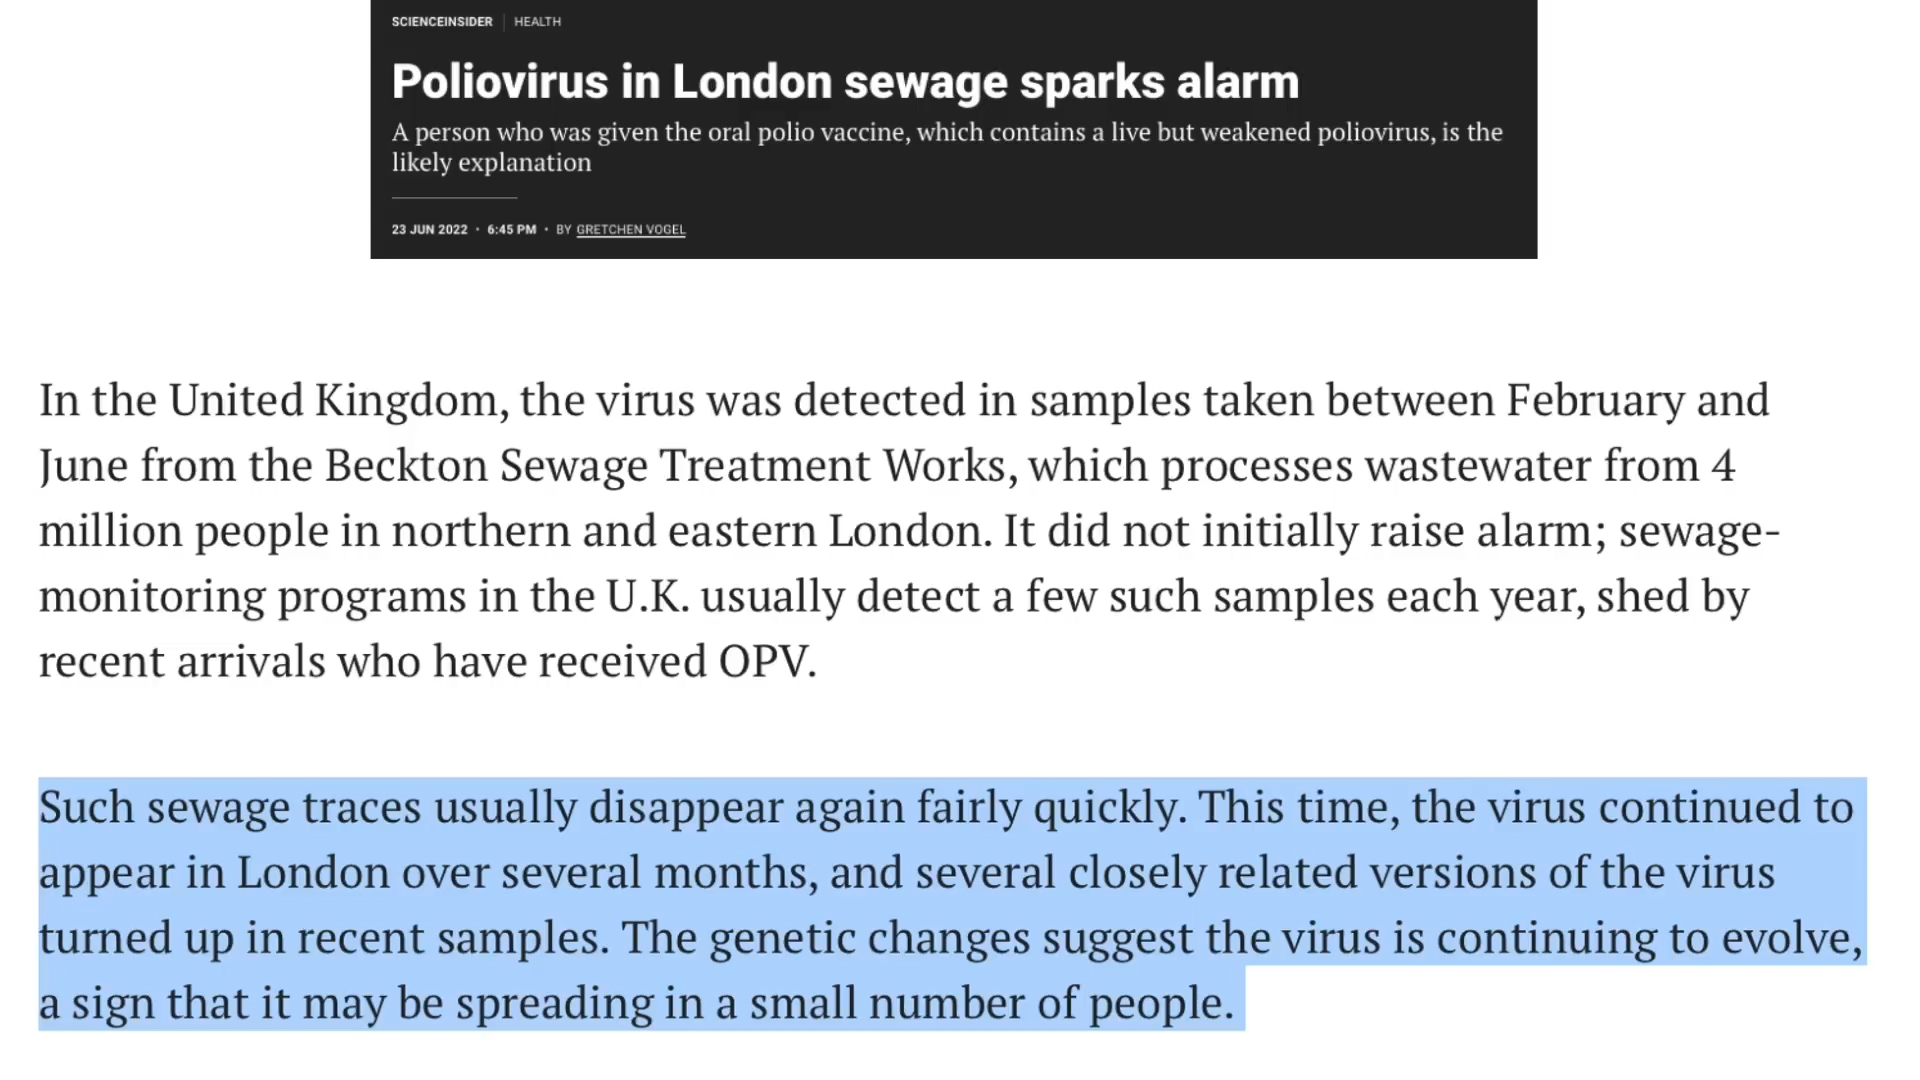 SCIENCEINSIDER | HEALTH
Poliovirus in London sewage sparks alarm
A person who was given the oral polio vaccine, which contains a live but weakened poliovirus, is the
likely explanation
23 JUN 2022 • 6:45 PM • BY GRETCHEN VOGEL
In the United Kingdom, the virus was detected in samples taken between February and
June from the Beckton Sewage Treatment Works, which processes wastewater from 4
million people in northern and eastern London. It did not initially raise alarm; sewage-
monitoring programs in the U.K. usually detect a few such samples each year, shed by
recent arrivals who have received OPV.
Such sewage traces usually disappear again fairly quickly. This time, the virus continued to
appear in London over several months, and several closely related versions of the virus
turned up in recent samples. The genetic changes suggest the virus is continuing to evolve,
a sign that it may be spreading in a small number of people.